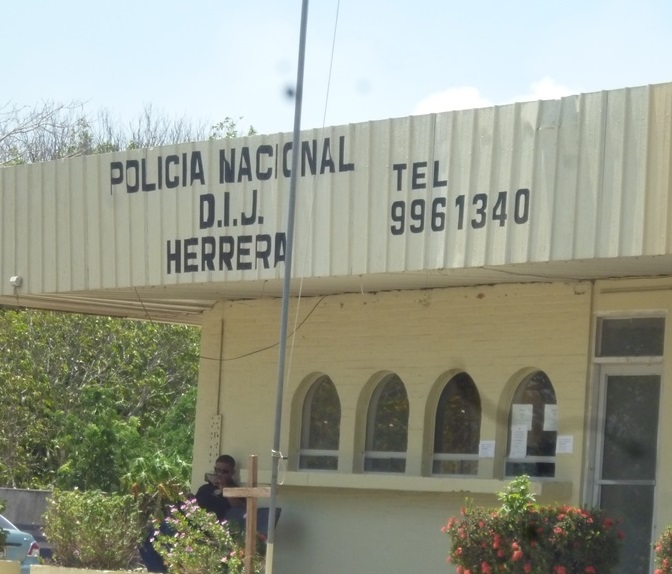 POLICIA NACIONAL
D.I.J.
HERRERA
TEL
9961340